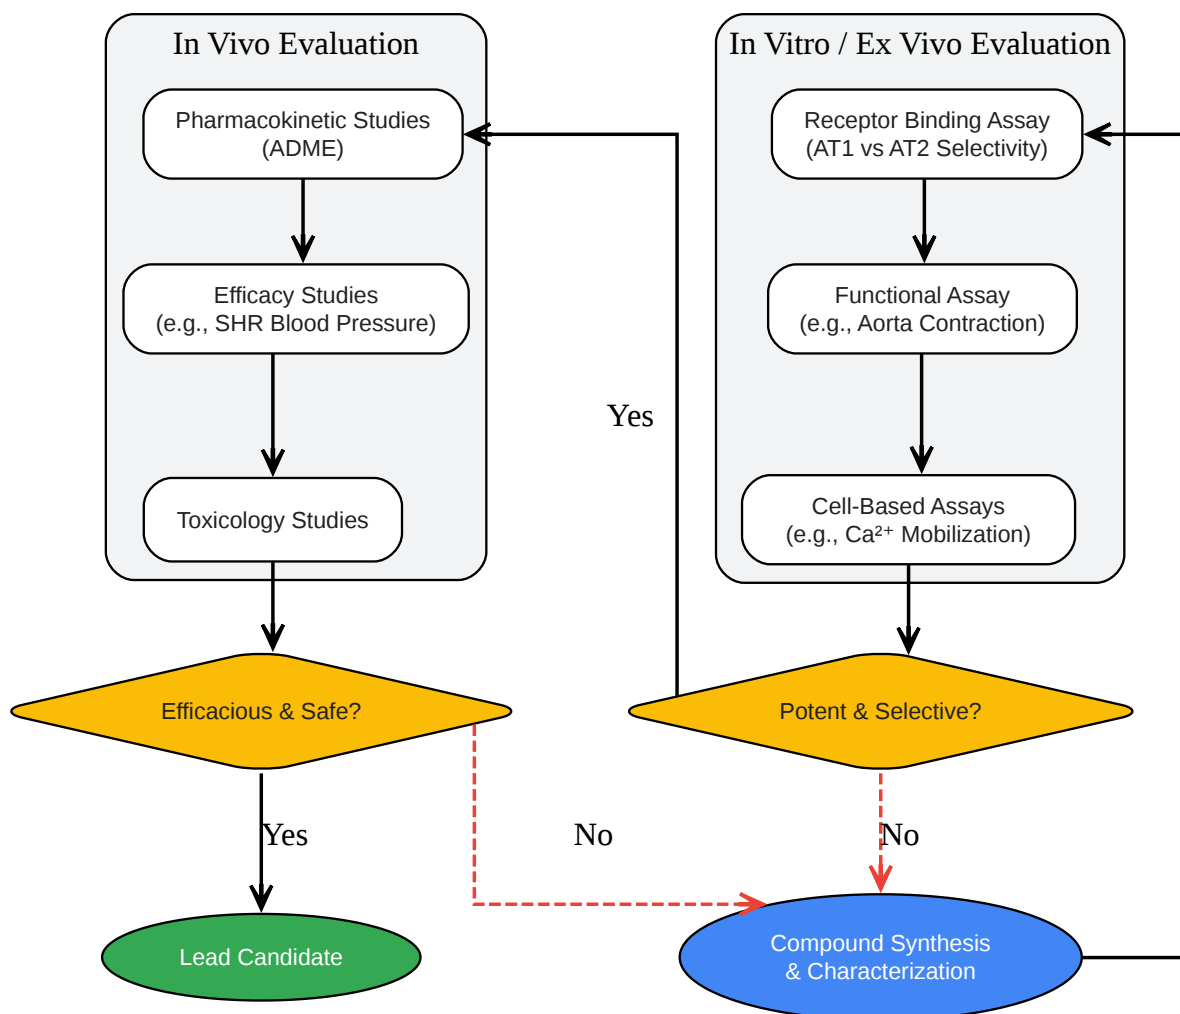 In Vivo Evaluation
Pharmacokinetic Studies
(ADME)
Efficacy Studies
(e.g., SHR Blood Pressure)
Toxicology Studies
Efficacious & Safe?
Yes
No
Lead Candidate
In Vitro / Ex Vivo Evaluation
Receptor Binding Assay
(AT1 vs AT2 Selectivity)
Functional Assay
(e.g., Aorta Contraction)
Cell-Based Assays
(e.g., Ca²⁺ Mobilization)
Yes
Potent & Selective?
No
Compound Synthesis
& Characterization